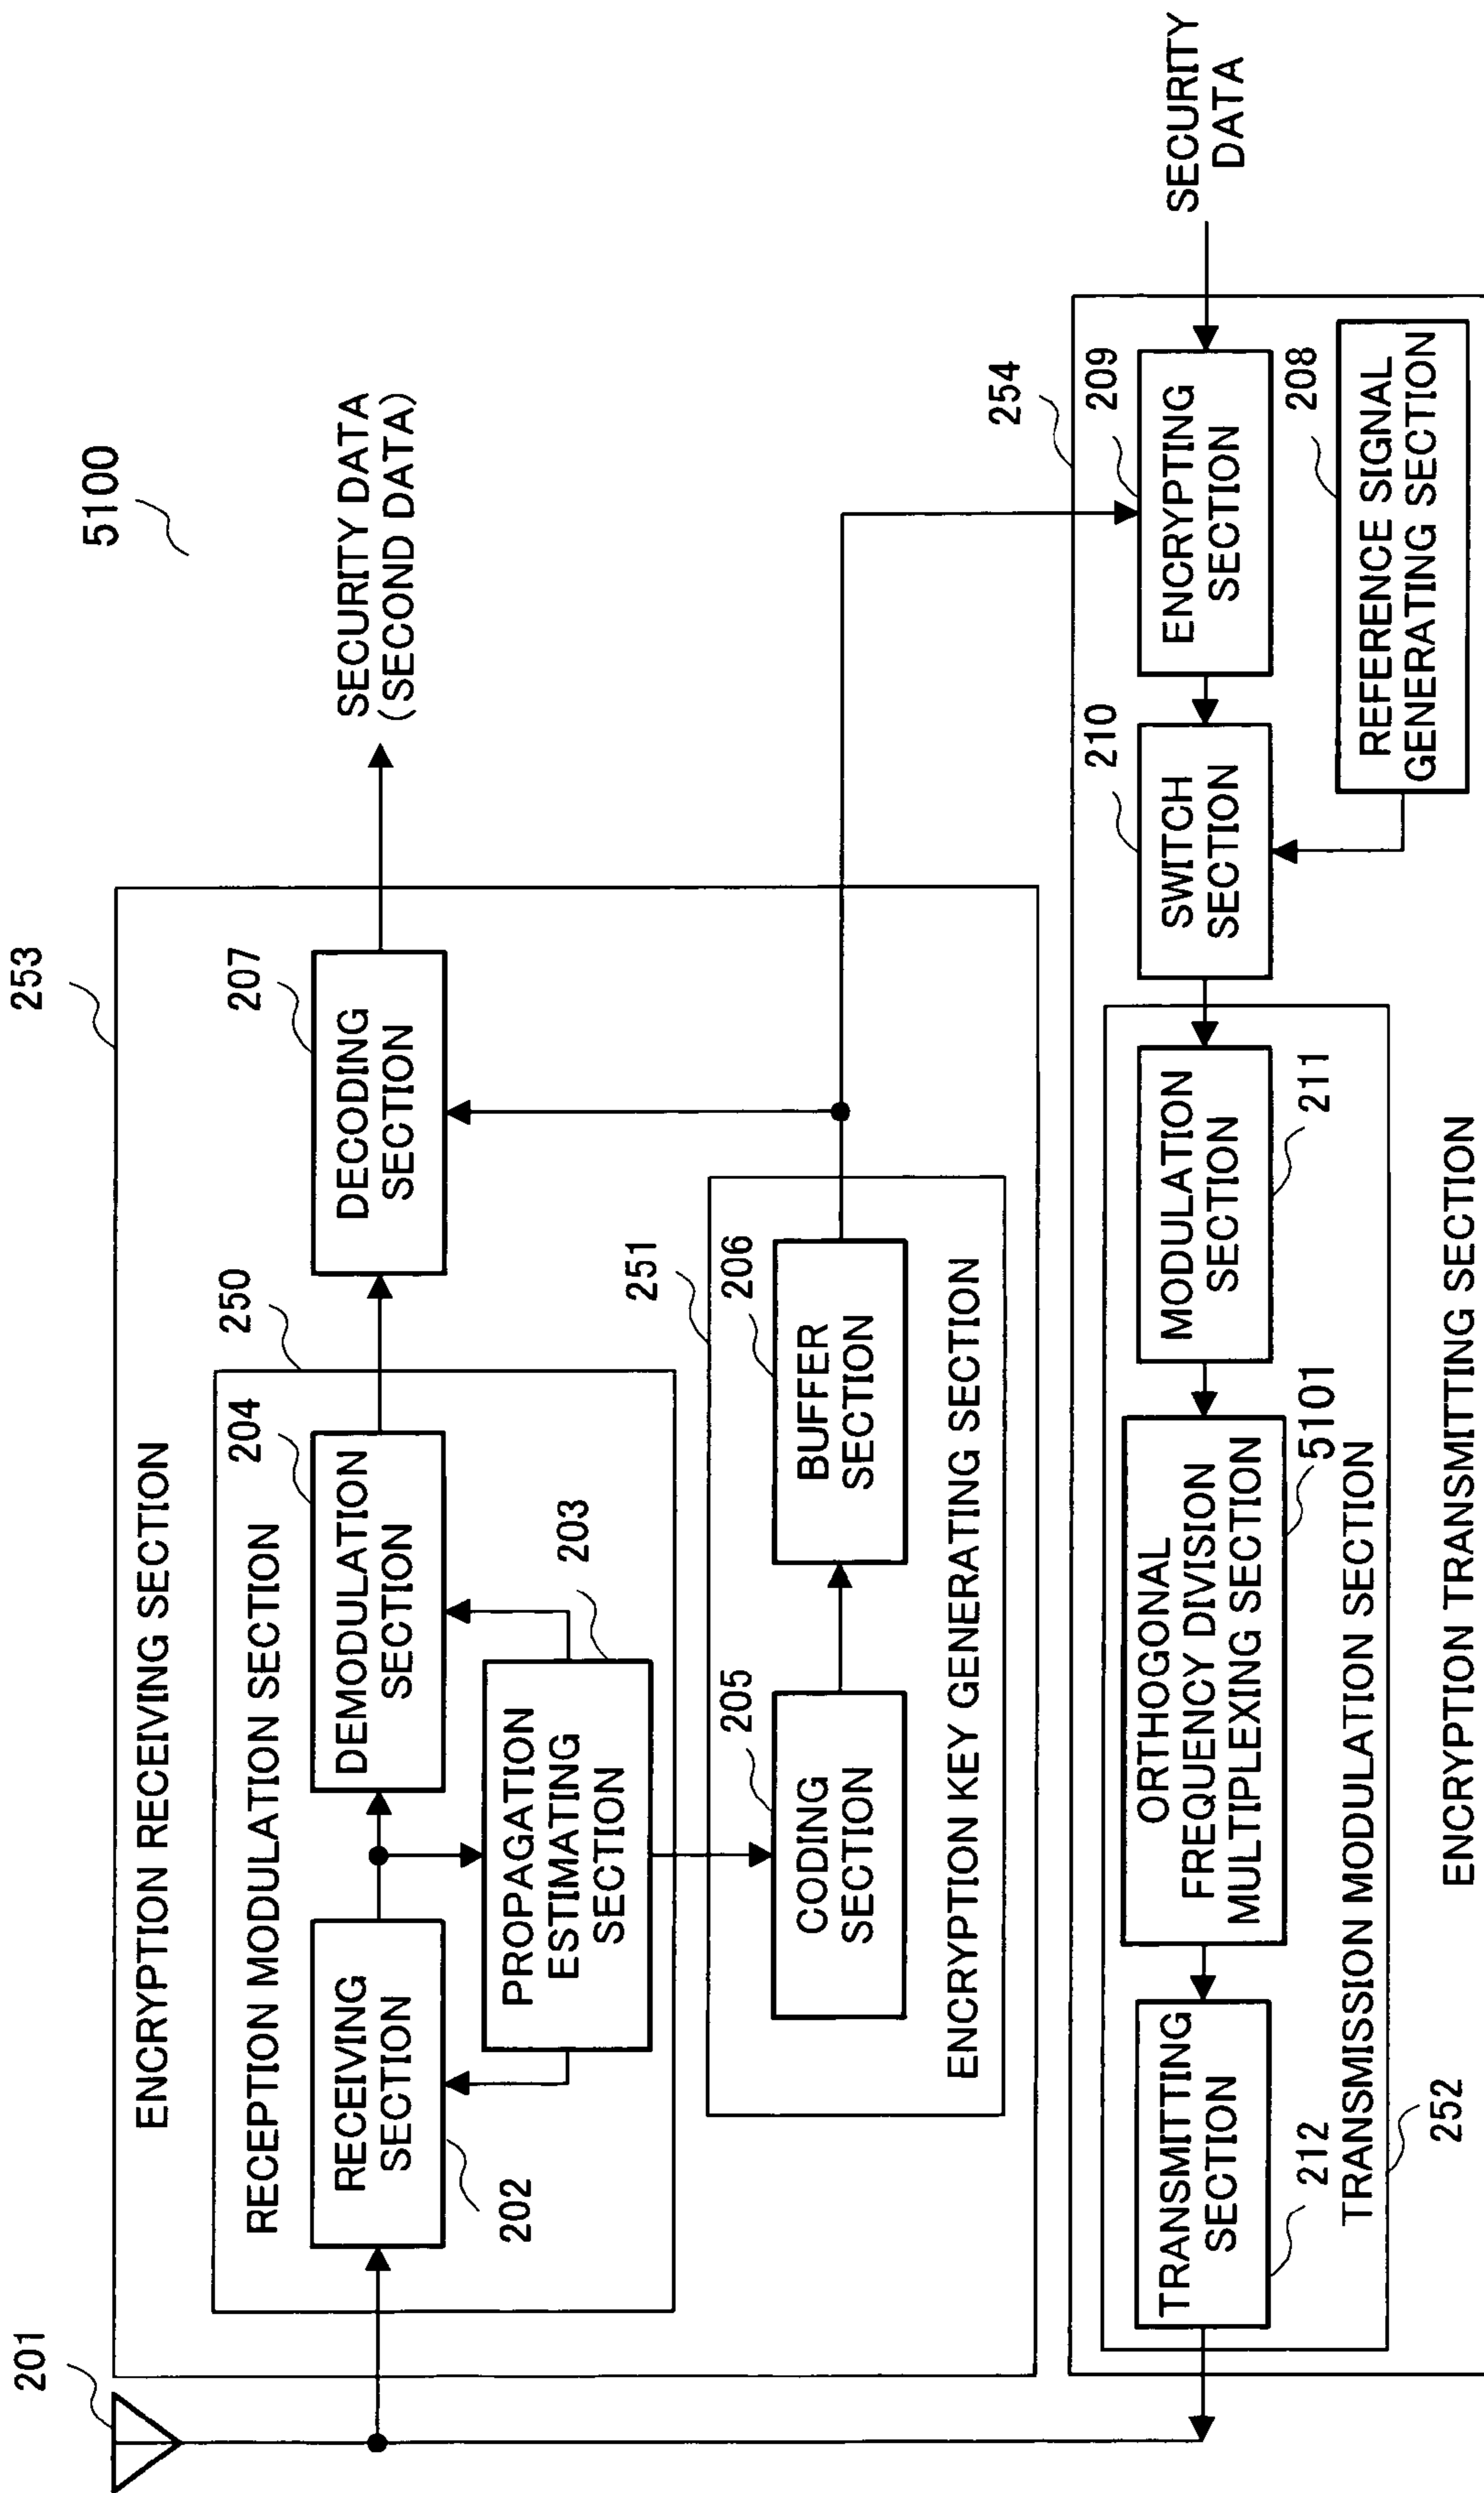 5100
201
253
ENCRYPTION RECEIVING SECTION
250
RECEPTION MODULATION SECTION
RECEIVING
SECTION
202
204
DEMODULATION
SECTION
PROPAGATION
ESTIMATING
SECTION
203
207
DECODING
SECTION
SECURITY DATA
(SECOND DATA)
251
205
CODING
SECTION
206
BUFFER
SECTION
ENCRYPTION KEY GENERATING SECTION
254
TRANSMITTING
SECTION
212
ORTHOGONAL
FREQUENCY DIVISION
MULTIPLEXING SECTION
5101
MODULATION
SECTION
211
TRANSMISSION MODULATION SECTION
252
210
SWITCH
SECTION
209
ENCRYPTING
SECTION
SECURITY
DATA
208
REFERENCE SIGNAL
GENERATING SECTION
ENCRYPTION TRANSMITTING SECTION